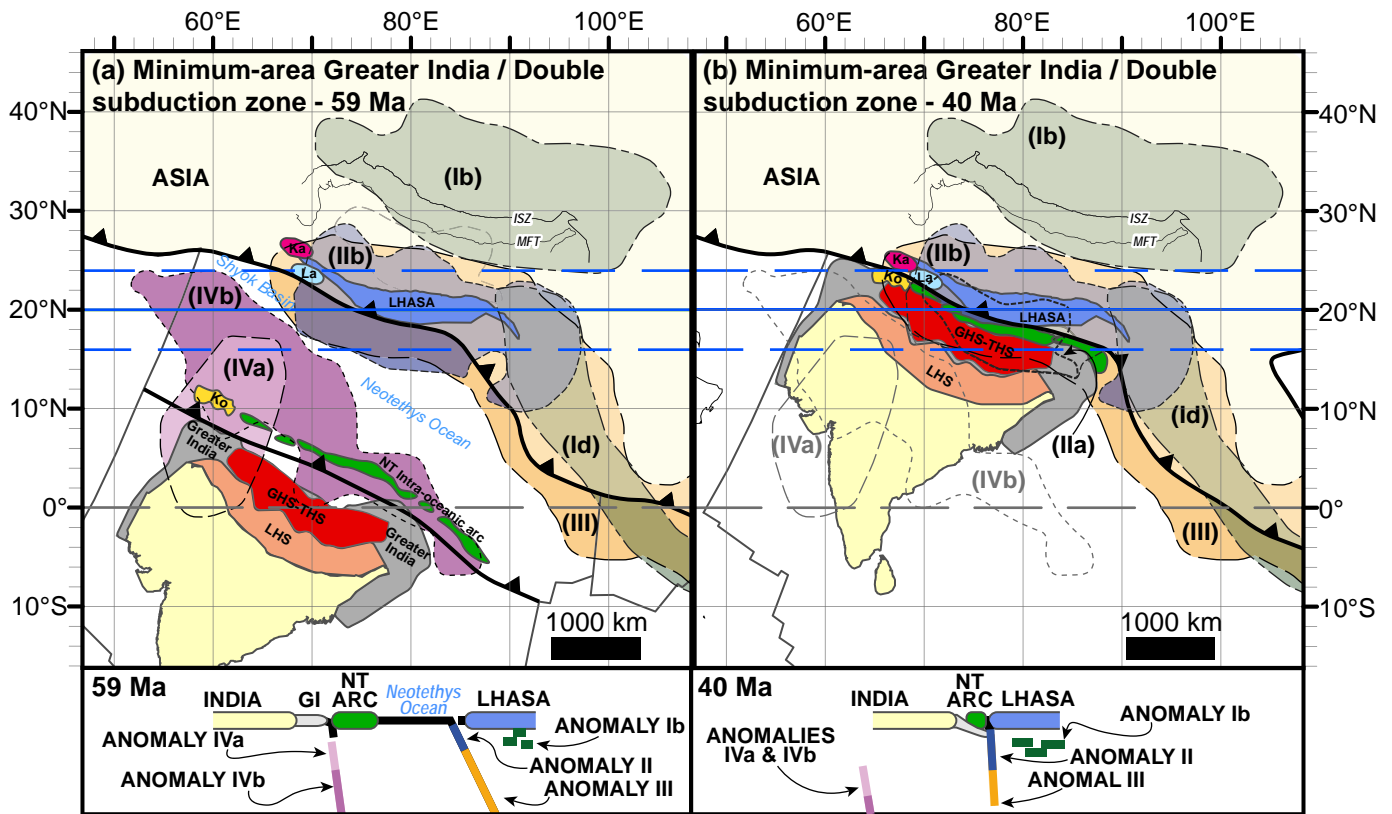 60°E 80°E 100°E 60°E 80°E 100°E
(a) Minimum-area Greater India / Double
subduction zone - 59 Ma
(b) Minimum-area Greater India / Double
subduction zone - 40 Ma
40°N
30°N
20°N
10°N
0°
10°S
ASIA
(Ib)
ISZ
MFT
Ka
(IIb)
La
Shyok Basin
(IVb)
LHASA
(IVa)
Ko
Neotethys Ocean
Greater
India
(Id)
NT Intra-oceanic arc
GHS-THS
LHS
Greater
India
(III)
1000 km
ASIA
(Ib)
ISZ
MFT
Ka
(IIb)
Ko
La
LHASA
GHS-THS
LHS
(Id)
(IVa)
(IIa)
(IVb)
(III)
1000 km
40°N
30°N
20°N
10°N
0°
10°S
59 Ma
INDIA
GI
NT
ARC
Neotethys
Ocean
LHASA
ANOMALY Ib
ANOMALY IVa
ANOMALY II
ANOMALY IVb
ANOMALY III
40 Ma
INDIA
NT
ARC
LHASA
ANOMALY Ib
ANOMALIES
IVa & IVb
ANOMALY II
ANOMAL III